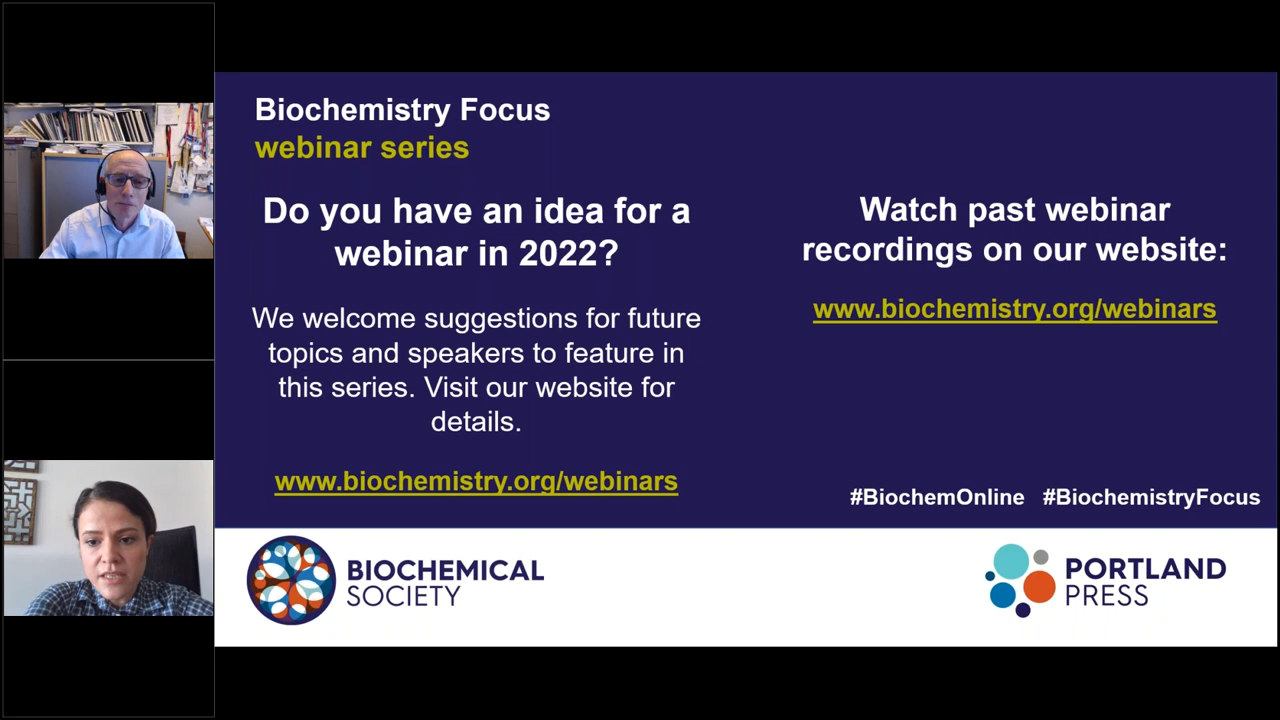 Biochemistry Focus
webinar series
Do you have an idea for a
webinar in 2022?
We welcome suggestions for future
topics and speakers to feature in
this series. Visit our website for
details.
www.biochemistry.org/webinars
Watch past webinar
recordings on our website:
www.biochemistry.org/webinars
#BiochemOnline #BiochemistryFocus
BIOCHEMICAL
SOCIETY
PORTLAND
PRESS